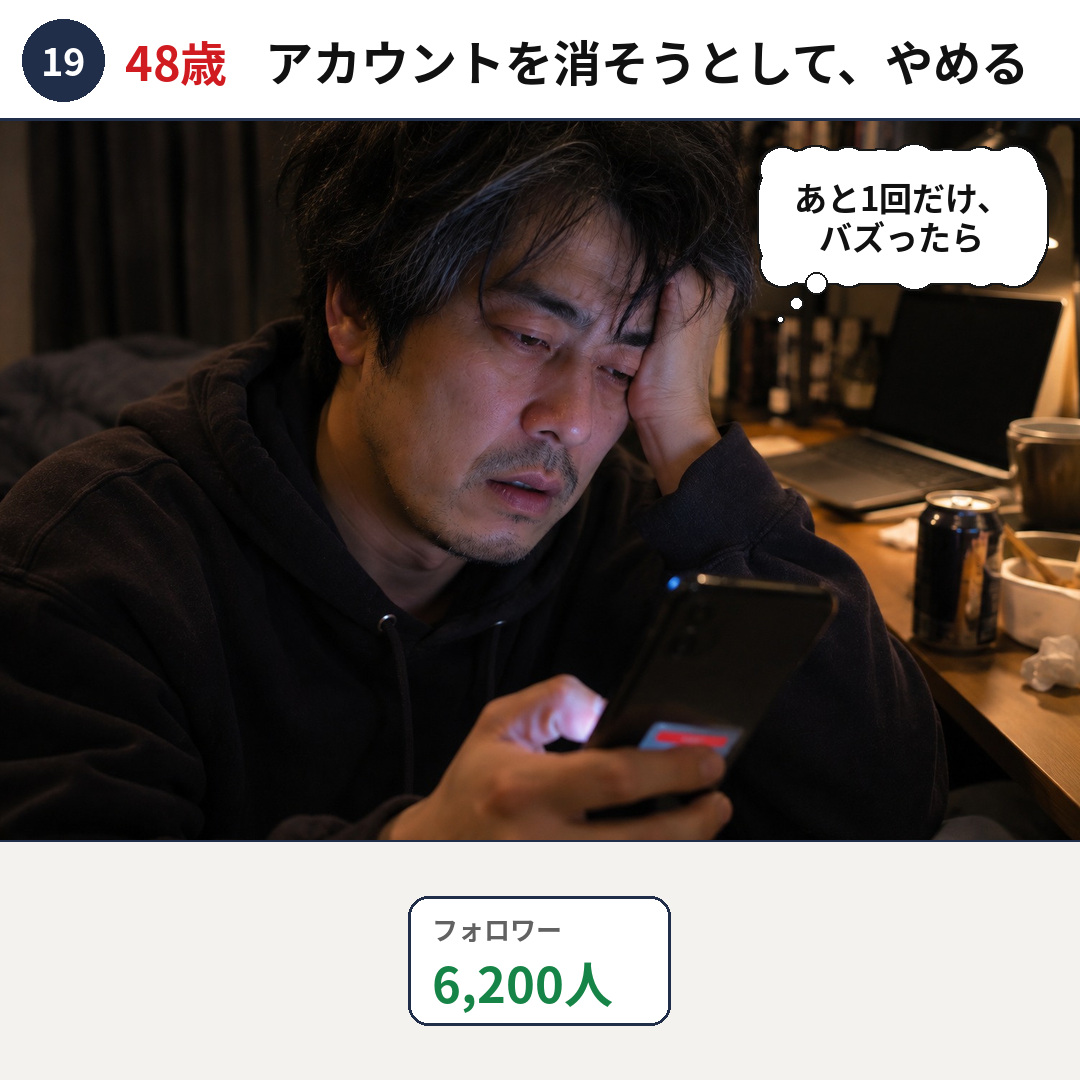 19 48歳 アカウントを消そうとして、やめる
あと1回だけ、
バズったら
フォロワー
6,200人